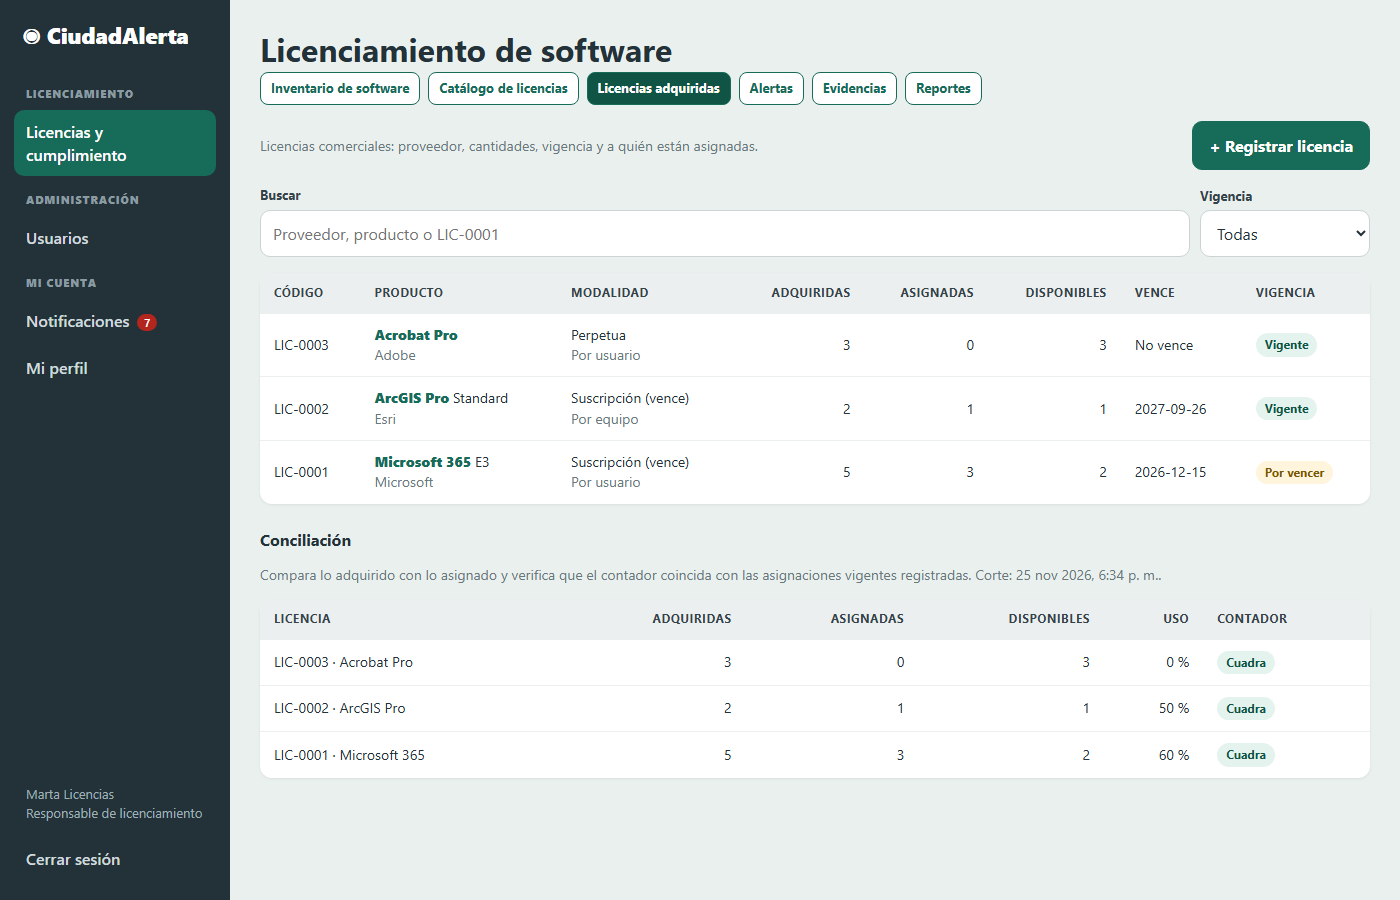 CiudadAlerta
LICENCIAMIENTO
Licencias y
cumplimiento
ADMINISTRACIÓN
Usuarios
MI CUENTA
Notificaciones 7
Mi perfil
Marta Licencias
Responsable de licenciamiento
Cerrar sesión
Licenciamiento de software
Inventario de software Catálogo de licencias Licencias adquiridas Alertas Evidencias Reportes
Licencias comerciales: proveedor, cantidades, vigencia y a quién están asignadas.
+ Registrar licencia
Buscar
Proveedor, producto o LIC-0001
Vigencia
Todas
CÓDIGO PRODUCTO MODALIDAD ADQUIRIDAS ASIGNADAS DISPONIBLES VENCE VIGENCIA
LIC-0003 Acrobat Pro Perpetua 3 0 3 No vence Vigente
Adobe Por usuario
LIC-0002 ArcGIS Pro Standard Suscripción (vence) 2 1 1 2027-09-26 Vigente
Esri Por equipo
LIC-0001 Microsoft 365 E3 Suscripción (vence) 5 3 2 2026-12-15 Por vencer
Microsoft Por usuario
Conciliación
Compara lo adquirido con lo asignado y verifica que el contador coincida con las asignaciones vigentes registradas. Corte: 25 nov 2026, 6:34 p. m..
LICENCIA ADQUIRIDAS ASIGNADAS DISPONIBLES USO CONTADOR
LIC-0003 · Acrobat Pro 3 0 3 0 % Cuadra
LIC-0002 · ArcGIS Pro 2 1 1 50 % Cuadra
LIC-0001 · Microsoft 365 5 3 2 60 % Cuadra